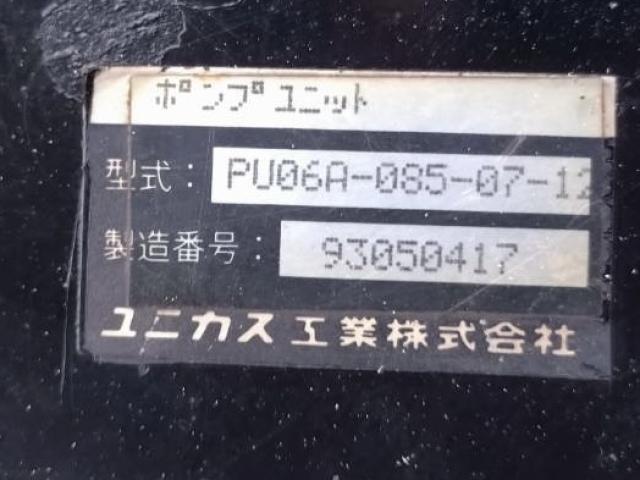 ポンプユニット
型式: PU06A-085-07-12
製造番号: 93050417
ユニカス工業株式会社